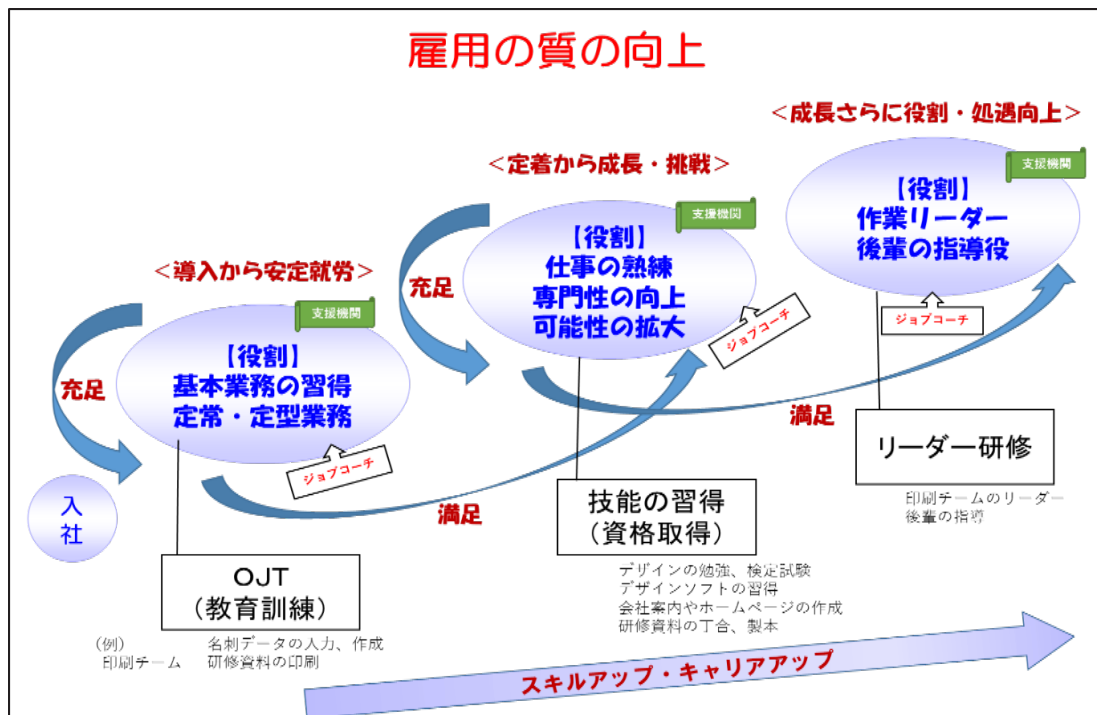 雇用の質の向上
<成長さらに役割・処遇向上>
支援機関
【役割】
作業リーダー
後輩の指導役
ジョブコーチ
<定着から成長・挑戦>
支援機関
【役割】
仕事の熟練
専門性の向上
可能性の拡大
充足
ジョブコーチ
<導入から安定就労>
支援機関
【役割】
基本業務の習得
定常・定型業務
充足
ジョブコーチ
入
社
満足
満足
リーダー研修
印刷チームのリーダー
後輩の指導
技能の習得
(資格取得)
デザインの勉強、検定試験
デザインソフトの習得
会社案内やホームページの作成
研修資料の丁合、製本
OJT
(教育訓練)
(例) 名刺データの入力、作成
印刷チーム 研修資料の印刷
スキルアップ・キャリアアップ